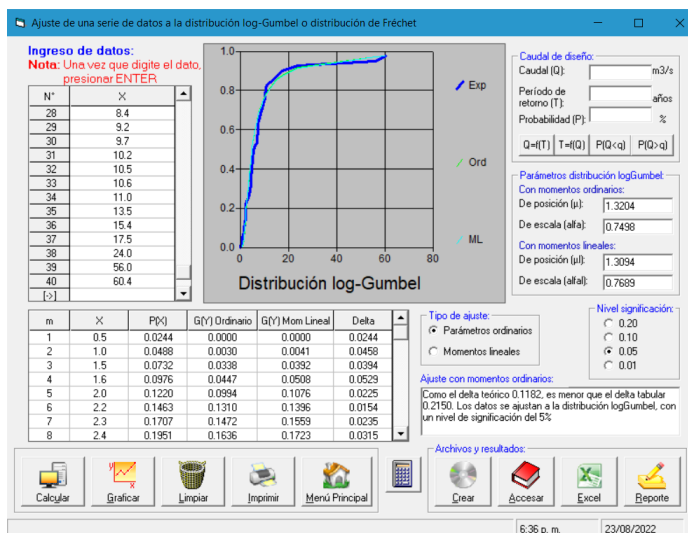 Ajuste de una serie de datos a la distribución log-Gumbel o distribución de Fréchet
Ingreso de datos:
Nota: Una vez que digite el dato,
presionar ENTER
N° X
28 8.4
29 9.2
30 9.7
31 10.2
32 10.5
33 10.6
34 11.0
35 13.5
36 15.4
37 17.5
38 24.0
39 56.0
40 60.4
[->]
1.0
0.8
0.6
0.4
0.2
0.0
0 20 40 60 80
Exp
Ord
ML
Distribución log-Gumbel
Caudal de diseño:
Caudal (Q): m3/s
Período de
retorno (T): años
Probabilidad (P): %
Q=f(T) T=f(Q) P(Q<q) P(Q>q)
Parámetros distribución logGumbel:
Con momentos ordinarios:
De posición (µ): 1.3204
De escala (alfa): 0.7498
Con momentos lineales:
De posición (µl): 1.3094
De escala (alfal): 0.7689
m X P(X) G(Y) Ordinario G(Y) Mom Lineal Delta
1 0.5 0.0244 0.0000 0.0000 0.0244
2 1.0 0.0488 0.0030 0.0041 0.0458
3 1.5 0.0732 0.0338 0.0392 0.0394
4 1.6 0.0976 0.0447 0.0508 0.0529
5 2.0 0.1220 0.0994 0.1076 0.0225
6 2.2 0.1463 0.1310 0.1396 0.0154
7 2.3 0.1707 0.1472 0.1559 0.0235
8 2.4 0.1951 0.1636 0.1723 0.0315
Tipo de ajuste:
Parámetros ordinarios
Momentos lineales
Nivel significación:
0.20
0.10
0.05
0.01
Ajuste con momentos ordinarios:
Como el delta teórico 0.1182, es menor que el delta tabular
0.2150. Los datos se ajustan a la distribución logGumbel, con
un nivel de significación del 5%
Calcular Graficar Limpiar Imprimir Menú Principal
Archivos y resultados:
Crear Accesar Excel Reporte
6:36 p. m. 23/08/2022